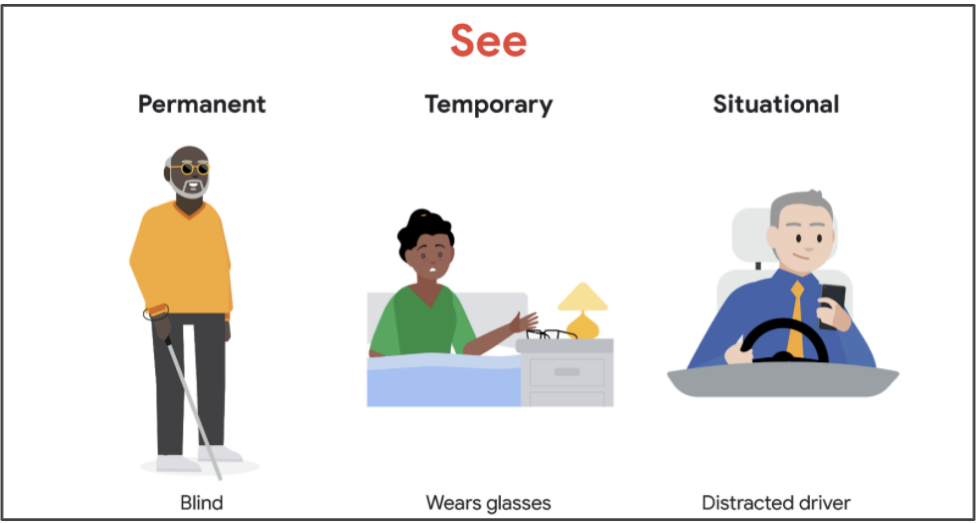 See
Permanent
Temporary
Situational
Blind
Wears glasses
Distracted driver